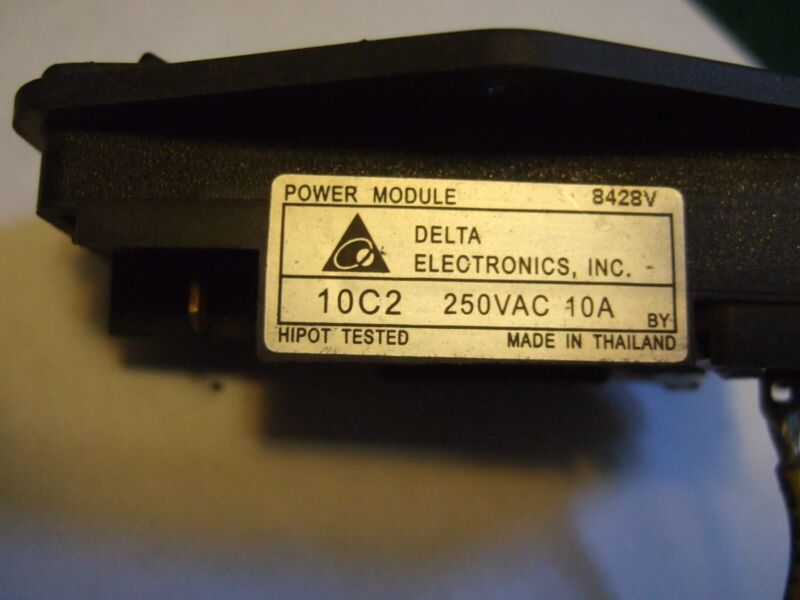 POWER MODULE 8428V
DELTA
ELECTRONICS, INC.
10C2 250VAC 10A BY
HIPOT TESTED MADE IN THAILAND